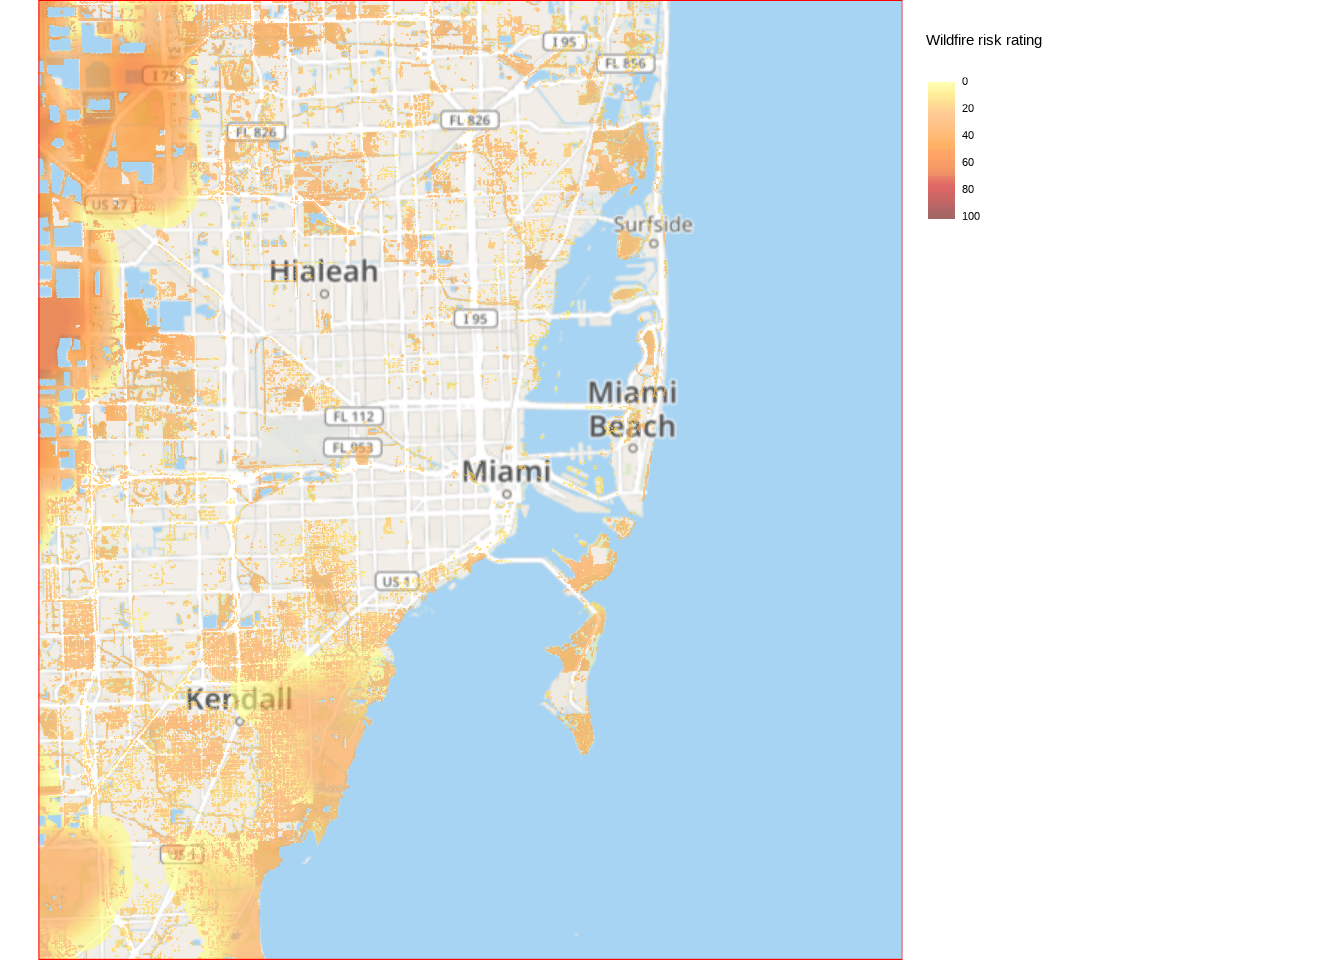 Wildfire risk rating
0
20
40
60
80
100
I 95
FL 856
I 75
FL 826
FL 826
US 27
Surfside
Hialeah
I 95
Miami
Beach
FL 112
FL 953
Miami
US 1
Kendall
US 1